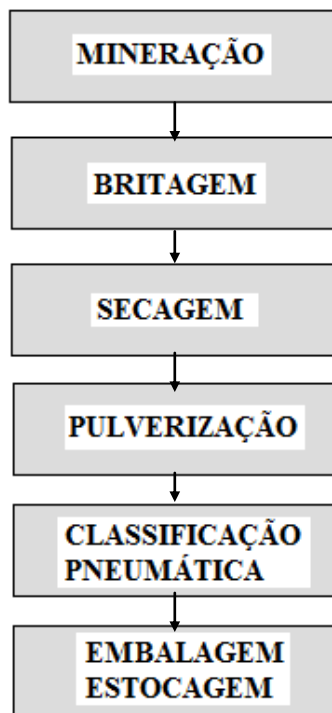 MINERAÇÃO
BRITAGEM
SECAGEM
PULVERIZAÇÃO
CLASSIFICAÇÃO
PNEUMÁTICA
EMBALAGEM
ESTOCAGEM